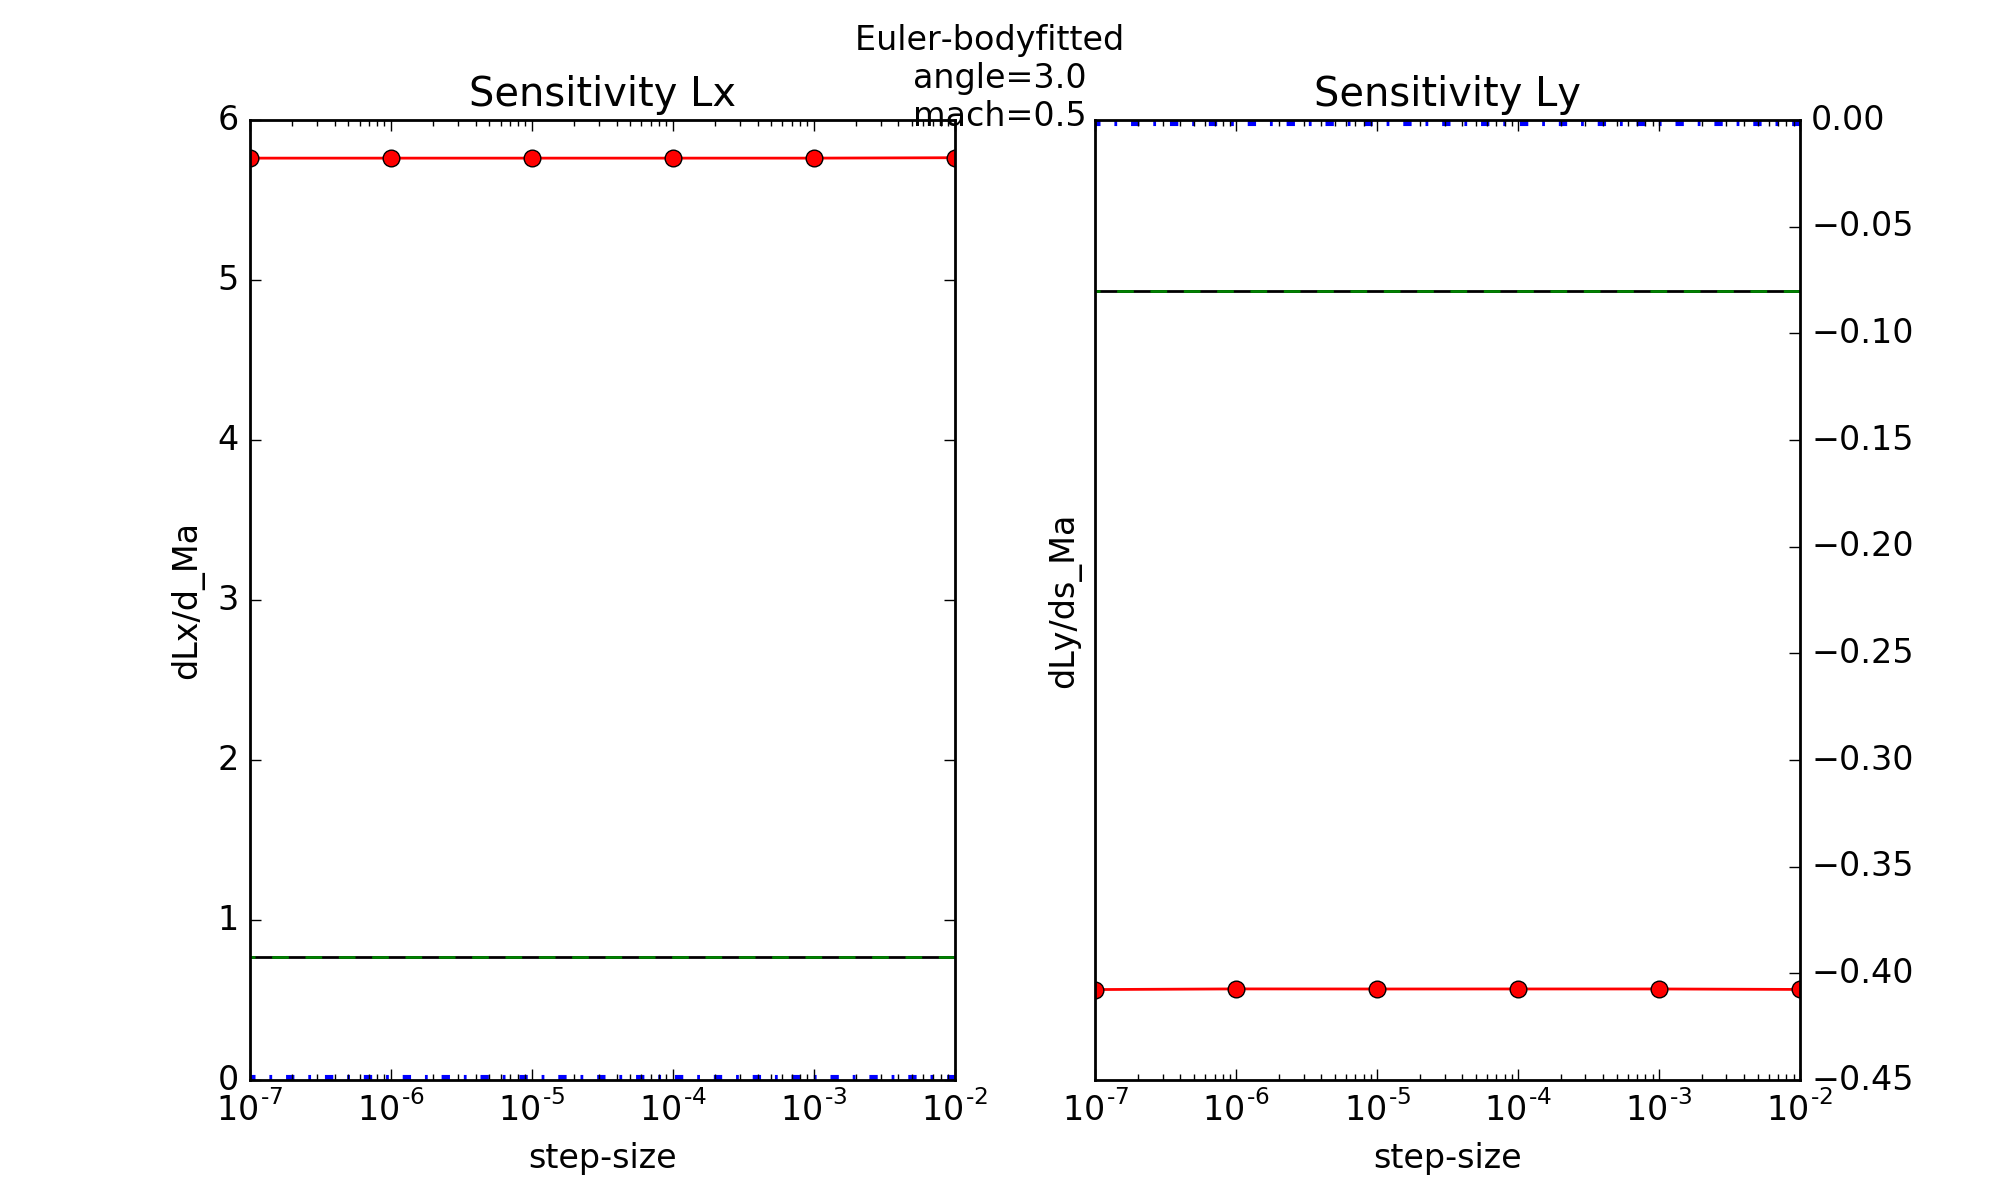 Euler-bodyfitted
angle=3.0
mach=0.5
Sensitivity Lx
6
5
4
3
2
1
0
dLx/d_Ma
10^-7 10^-6 10^-5 10^-4 10^-3 10^-2
step-size
Sensitivity Ly
dLy/ds_Ma
0.00
−0.05
−0.10
−0.15
−0.20
−0.25
−0.30
−0.35
−0.40
−0.45
10^-7 10^-6 10^-5 10^-4 10^-3 10^-2
step-size